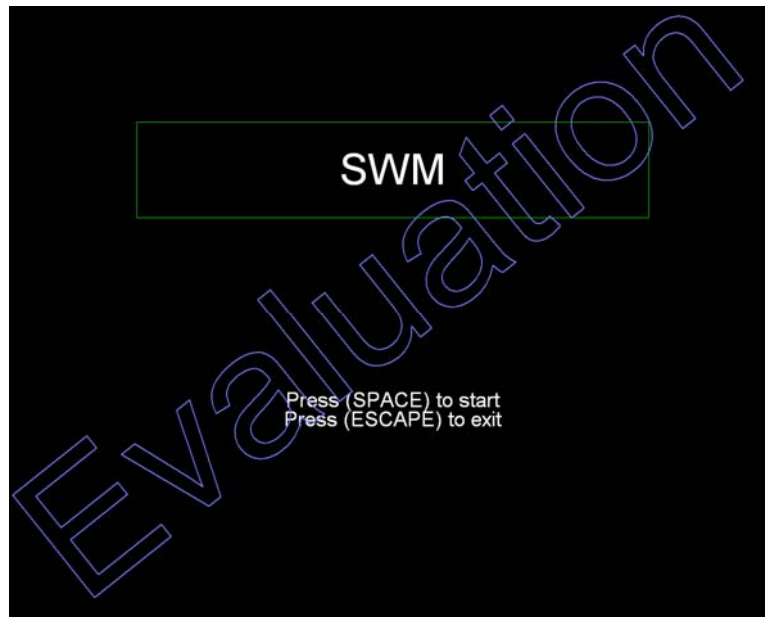 SWM
Press (SPACE) to start
Press (ESCAPE) to exit
Evaluation